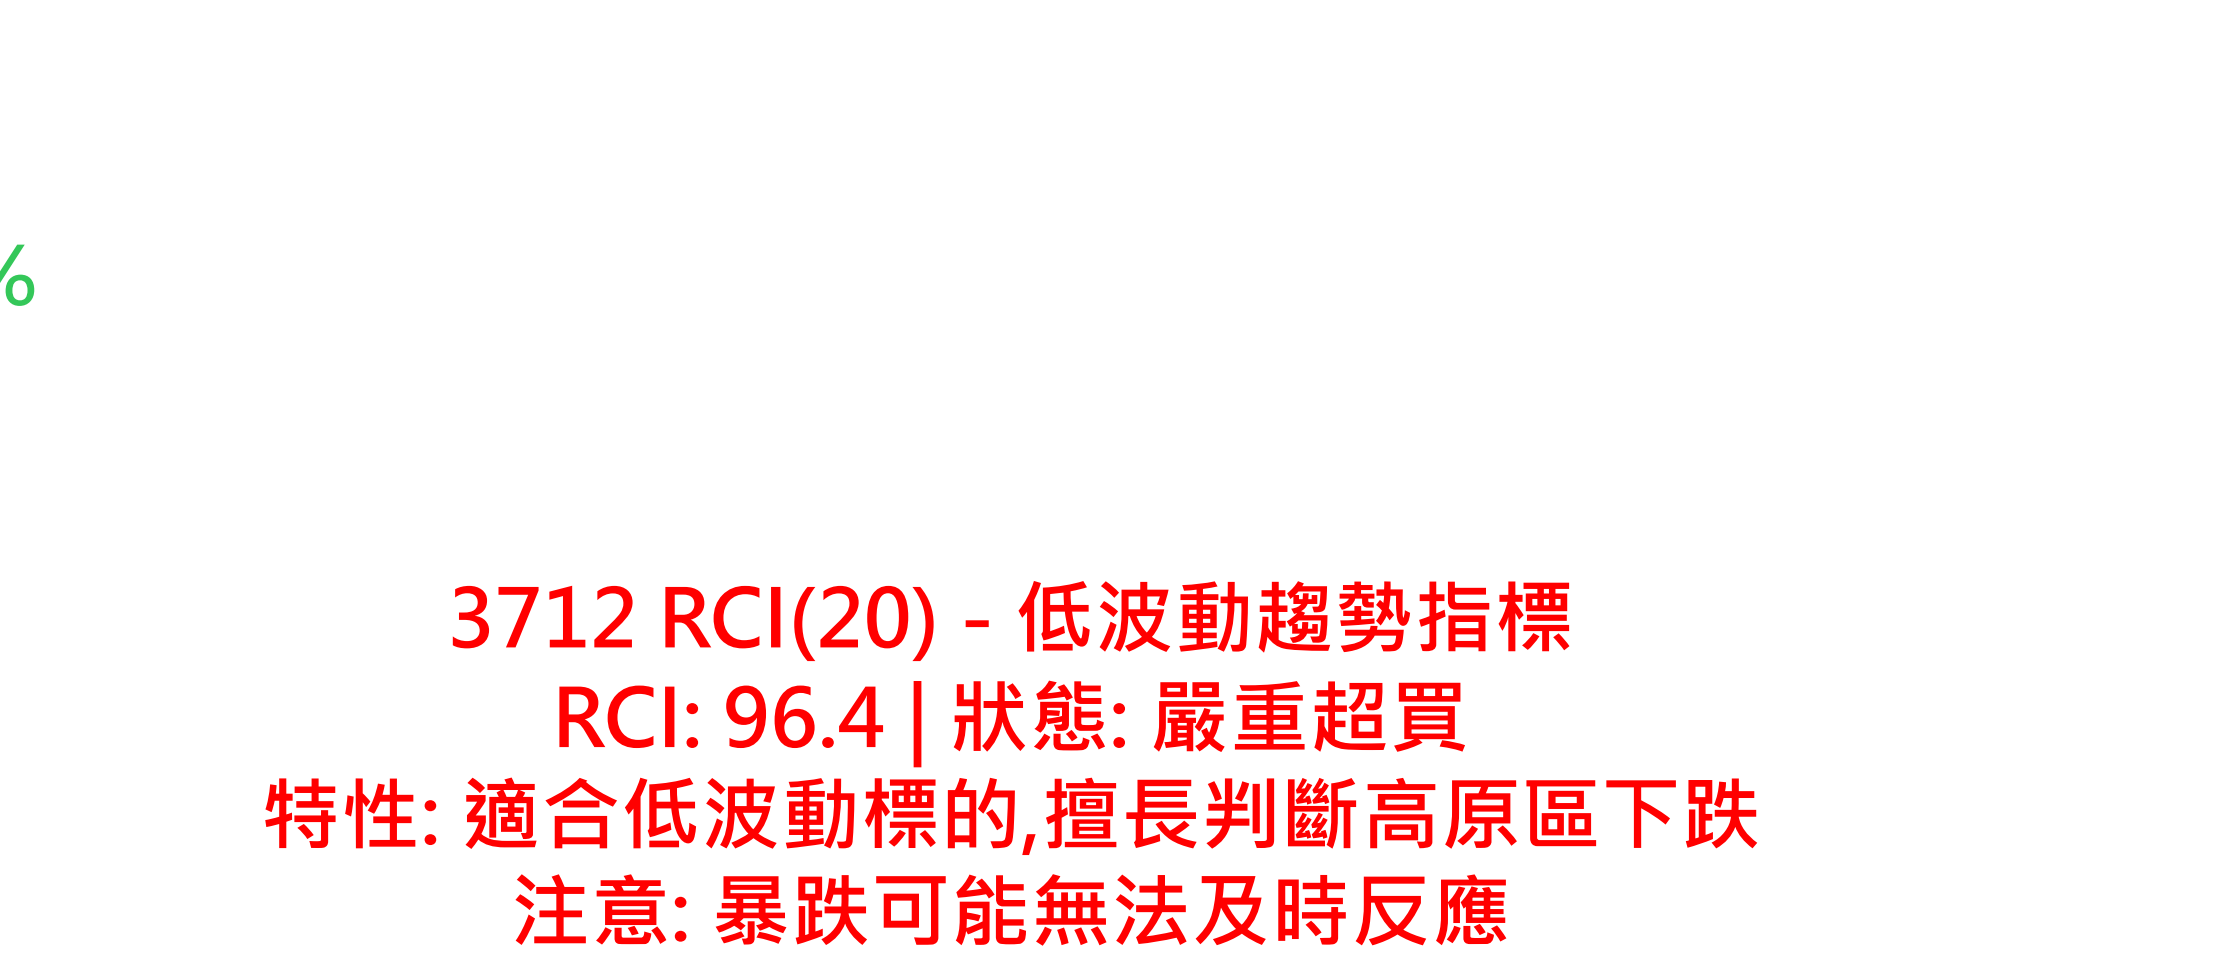 %
3712 RCI(20) - 低波動趨勢指標
RCI: 96.4 | 狀態: 嚴重超買
特性: 適合低波動標的,擅長判斷高原區下跌
注意: 暴跌可能無法及時反應